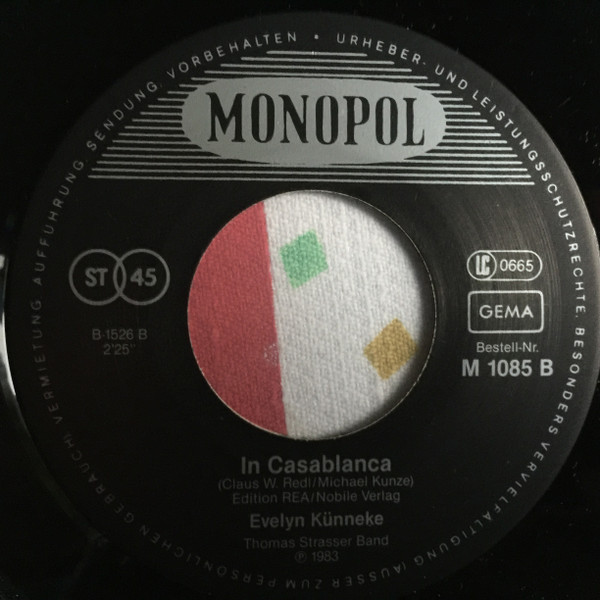 URHEBER- UND LEISTUNGSSCHUTZRECHTE, BESONDERS VERVIELFÄLTIGUNG (AUSSER ZUM PERSÖNLICHEN GEBRAUCH) VERMIETUNG, AUFFÜHRUNG, SENDUNG, VORBEHALTEN •
MONOPOL
ST 45
B-1526 B
2'25"
LC 0665
GEMA
Bestell-Nr.
M 1085 B
In Casablanca
(Claus W. Redl/Michael Kunze)
Edition REA/Nobile Verlag
Evelyn Künneke
Thomas Strasser Band
℗ 1983